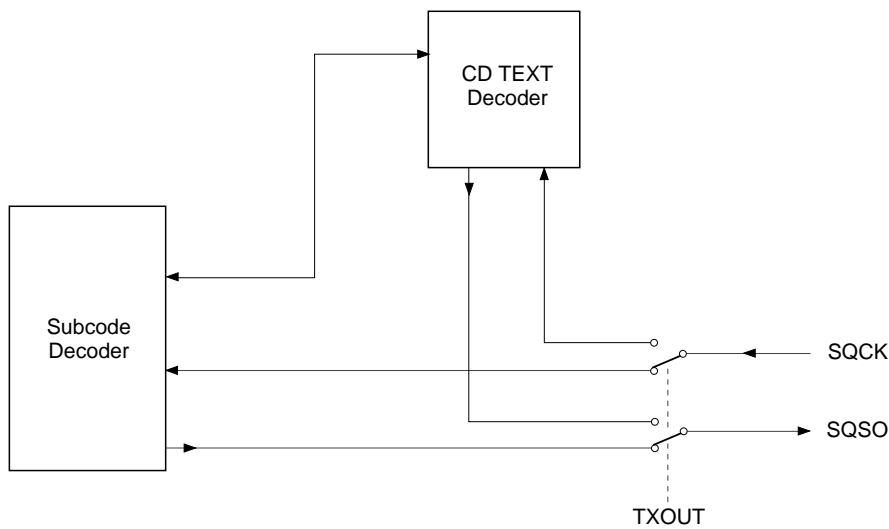 CD TEXT
Decoder
Subcode
Decoder
SQCK
SQSO
TXOUT